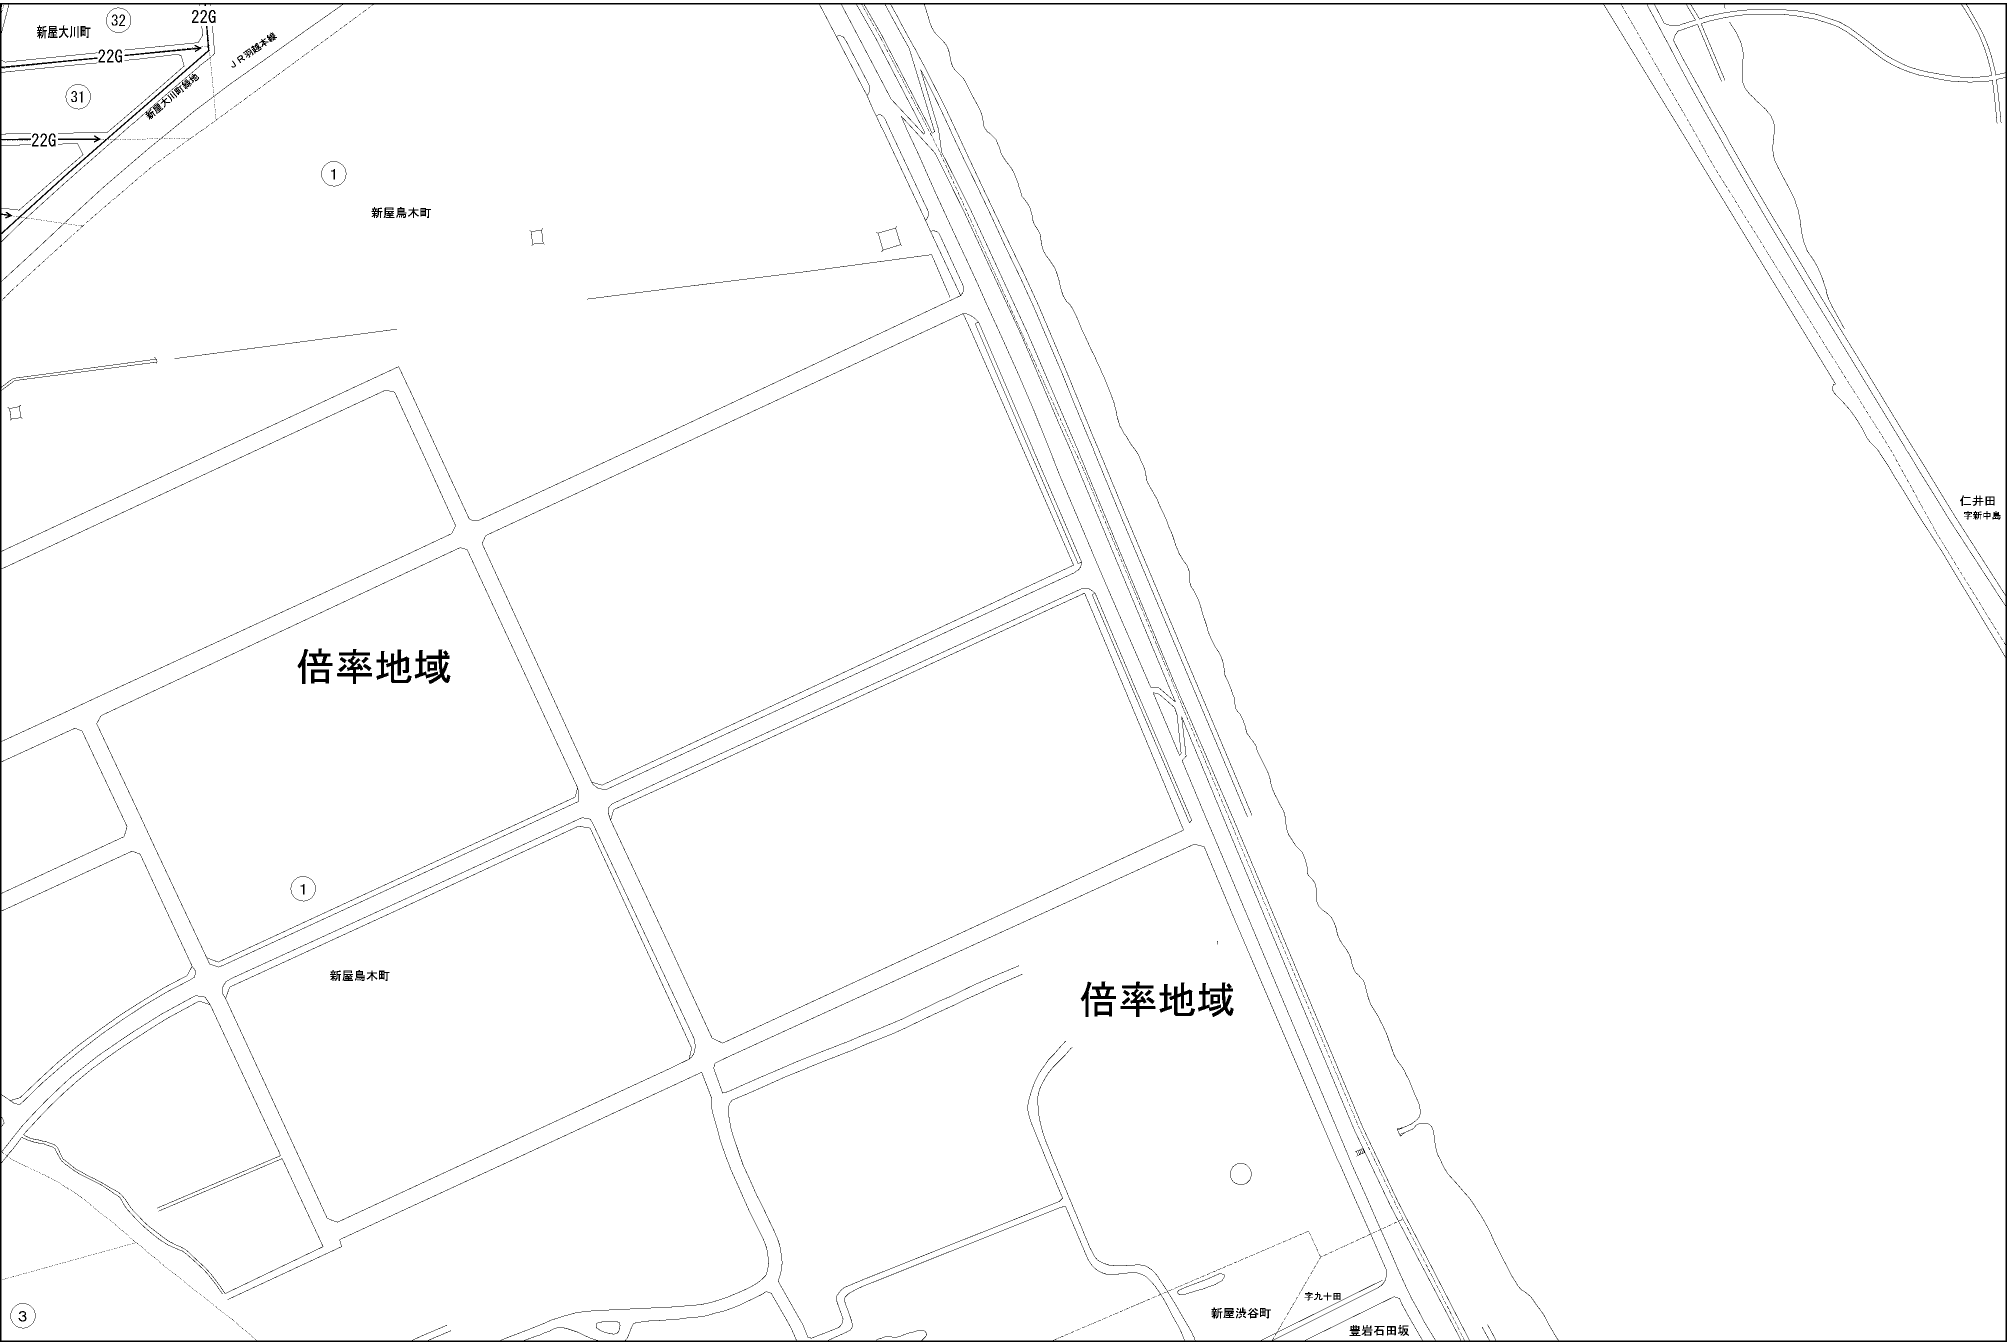 32
22G
新屋大川町
JR羽越本線
22G
新屋大川町緑地
31
22G
1
新屋鳥木町
仁井田
字新中島
倍率地域
1
新屋鳥木町
倍率地域
3
字九十田
新屋渋谷町
豊岩石田坂